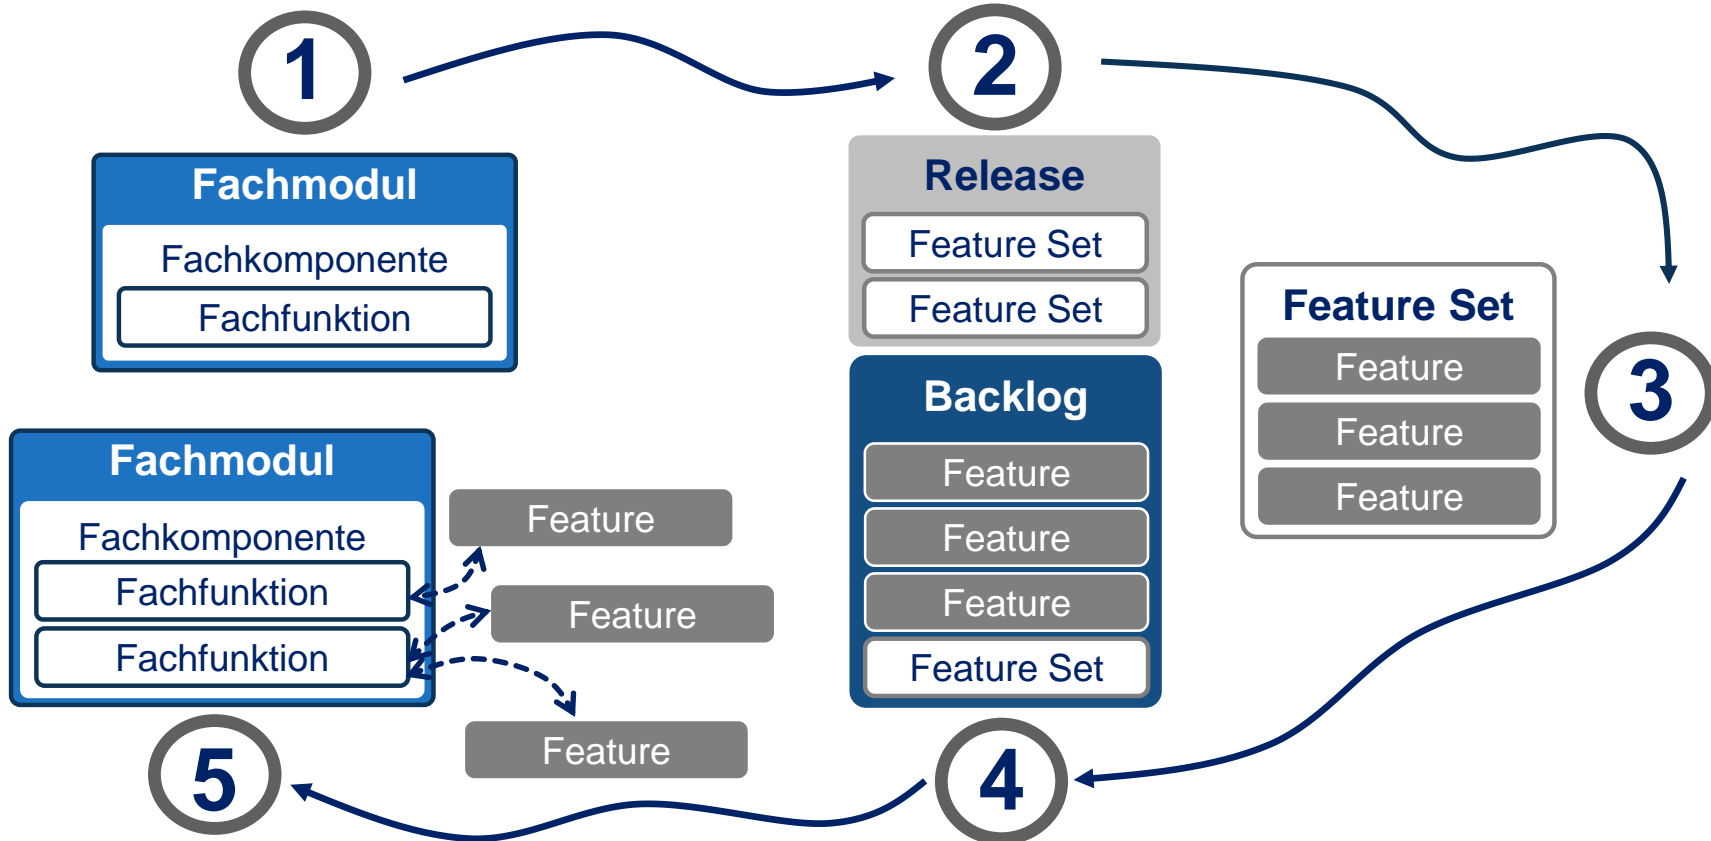 1
Fachmodul
Fachkomponente
Fachfunktion
2
Release
Feature Set
Feature Set
Feature Set
Feature
Feature
Feature
3
Backlog
Feature
Feature
Feature
Feature Set
4
Fachmodul
Fachkomponente
Fachfunktion
Fachfunktion
Feature
Feature
Feature
5